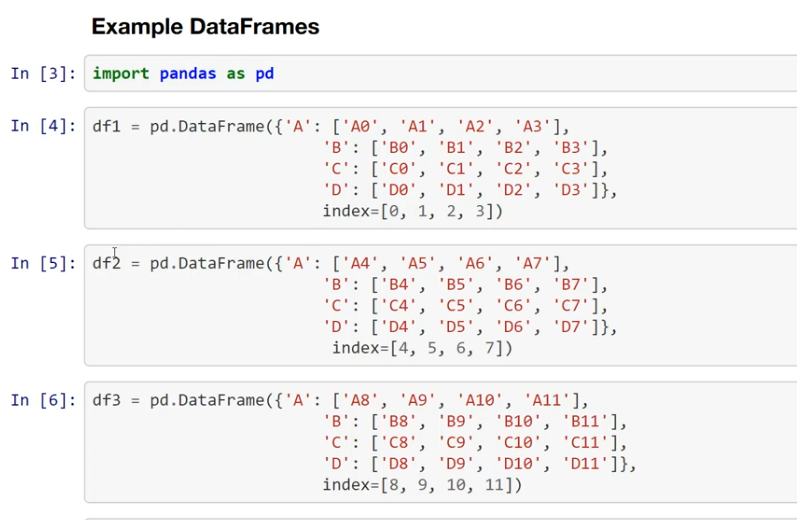 Example DataFrames
In [3]: import pandas as pd
In [4]: df1 = pd.DataFrame({'A': ['A0', 'A1', 'A2', 'A3'],
'B': ['B0', 'B1', 'B2', 'B3'],
'C': ['C0', 'C1', 'C2', 'C3'],
'D': ['D0', 'D1', 'D2', 'D3']},
index=[0, 1, 2, 3])
In [5]: df2 = pd.DataFrame({'A': ['A4', 'A5', 'A6', 'A7'],
'B': ['B4', 'B5', 'B6', 'B7'],
'C': ['C4', 'C5', 'C6', 'C7'],
'D': ['D4', 'D5', 'D6', 'D7']},
index=[4, 5, 6, 7])
In [6]: df3 = pd.DataFrame({'A': ['A8', 'A9', 'A10', 'A11'],
'B': ['B8', 'B9', 'B10', 'B11'],
'C': ['C8', 'C9', 'C10', 'C11'],
'D': ['D8', 'D9', 'D10', 'D11']},
index=[8, 9, 10, 11])